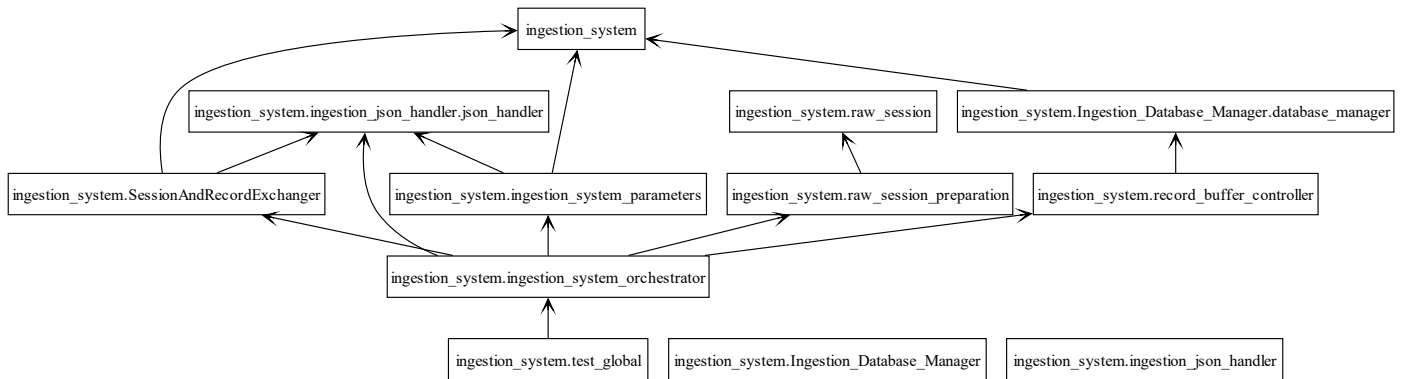 ingestion_system
ingestion_system.ingestion_json_handler.json_handler
ingestion_system.raw_session
ingestion_system.Ingestion_Database_Manager.database_manager
ingestion_system.SessionAndRecordExchanger
ingestion_system.ingestion_system_parameters
ingestion_system.raw_session_preparation
ingestion_system.record_buffer_controller
ingestion_system.ingestion_system_orchestrator
ingestion_system.test_global
ingestion_system.Ingestion_Database_Manager
ingestion_system.ingestion_json_handler